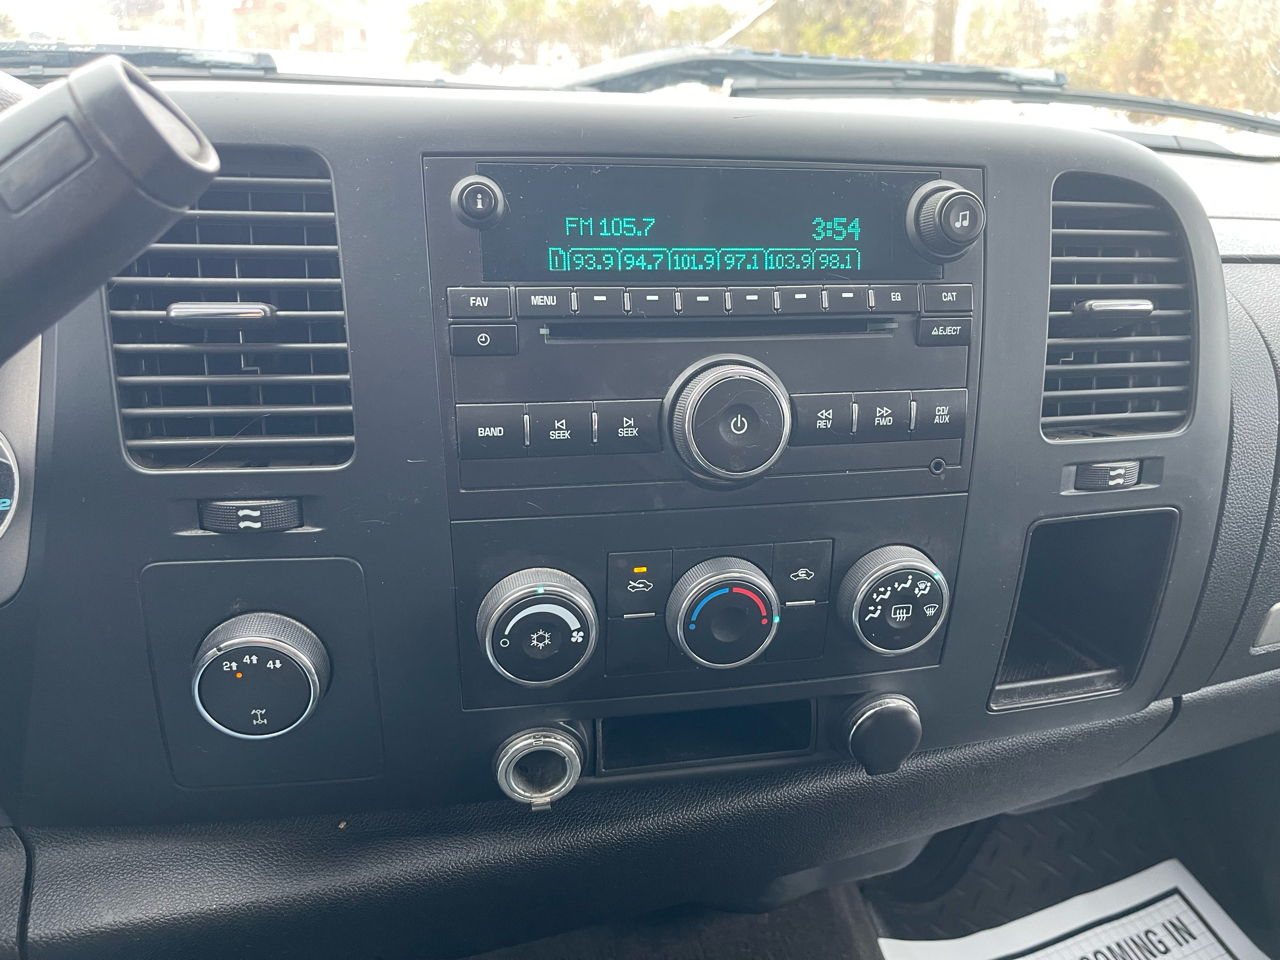 FM 105.7 3:54
1 93.9 94.7 101.9 97.1 103.9 98.1
FAV MENU EQ CAT
EJECT
BAND SEEK SEEK REV FWD CD/
AUX
2 4 4
COMING IN